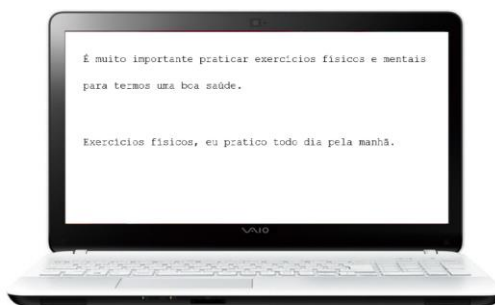 É muito importante praticar exercícios físicos e mentais
para termos uma boa saúde.
Exercícios físicos, eu pratico todo dia pela manhã.
VAIO